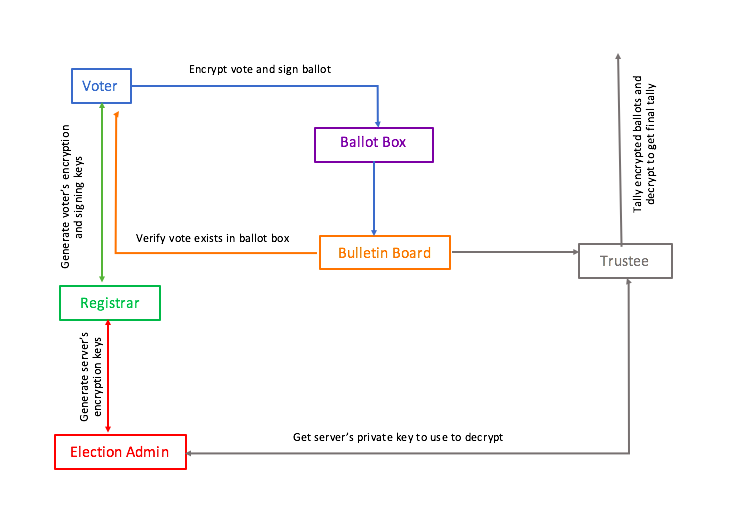 Encrypt vote and sign ballot
Voter
Ballot Box
Tally encrypted ballots and
decrypt to get final tally
Generate voter's encryption
and signing keys
Verify vote exists in ballot box
Bulletin Board
Trustee
Registrar
Generate server's
encryption keys
Get server's private key to use to decrypt
Election Admin